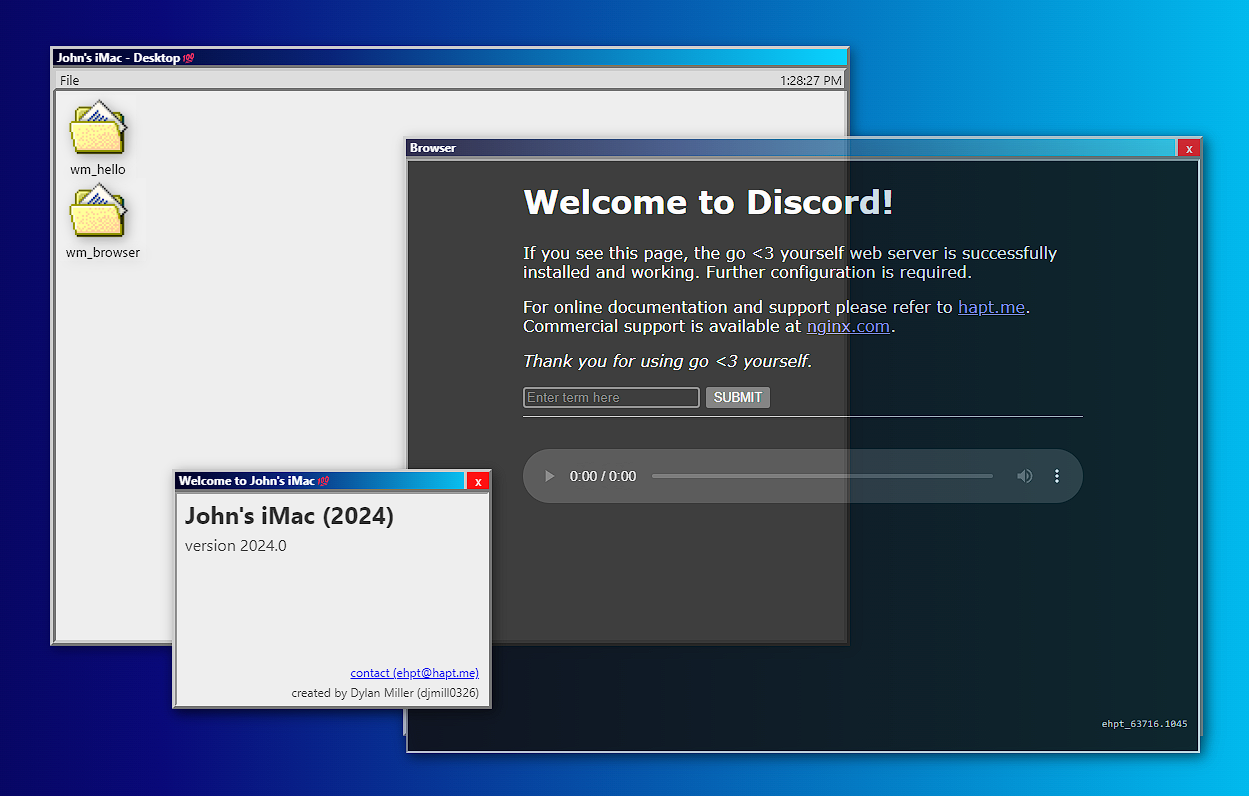 John's iMac - Desktop 💯
File
1:28:27 PM
wm_hello
wm_browser
Browser
x
Welcome to Discord!
If you see this page, the go <3 yourself web server is successfully
installed and working. Further configuration is required.
For online documentation and support please refer to hapt.me.
Commercial support is available at nginx.com.
Thank you for using go <3 yourself.
Enter term here
SUBMIT
0:00 / 0:00
ehpt_63716.1045
Welcome to John's iMac 💯
x
John's iMac (2024)
version 2024.0
contact (ehpt@hapt.me)
created by Dylan Miller (djmill0326)